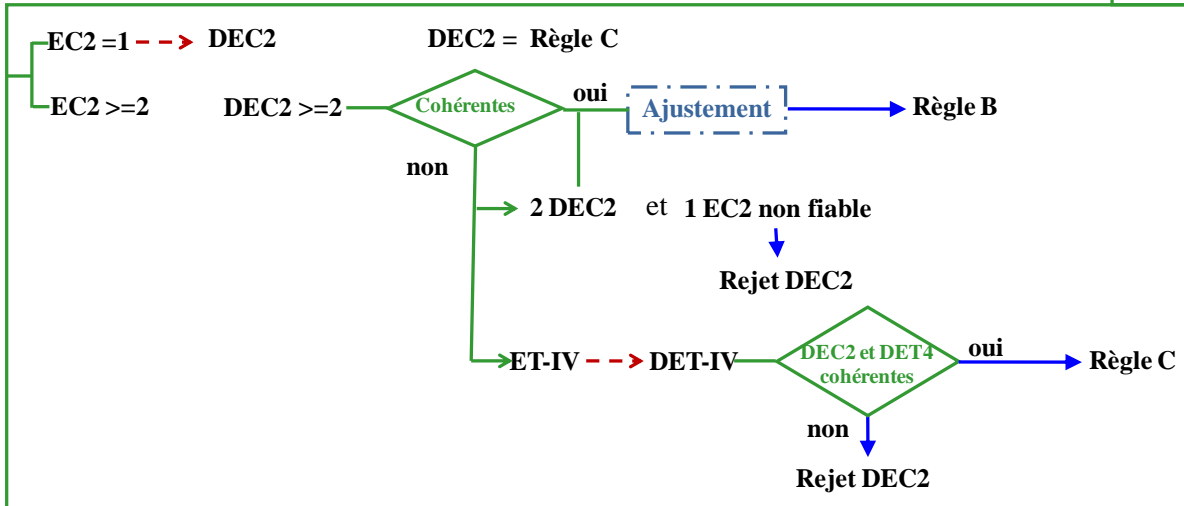 EC2 =1 DEC2 DEC2 = Règle C
EC2 >=2 DEC2 >=2 Cohérentes oui Ajustement Règle B
non
2 DEC2 et 1 EC2 non fiable
Rejet DEC2
ET-IV DET-IV DEC2 et DET4 cohérentes oui Règle C
non
Rejet DEC2